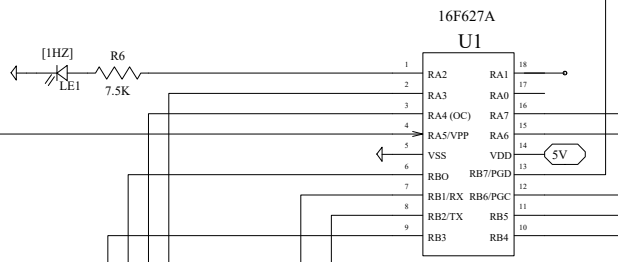 16F627A
U1
[1HZ]
LE1
R6
7.5K
1 RA2 RA1 18
2 RA3 RA0 17
3 RA4 (OC) RA7 16
4 RA5/VPP RA6 15
5 VSS VDD 14 5V
6 RBO RB7/PGD 13
7 RB1/RX RB6/PGC 12
8 RB2/TX RB5 11
9 RB3 RB4 10